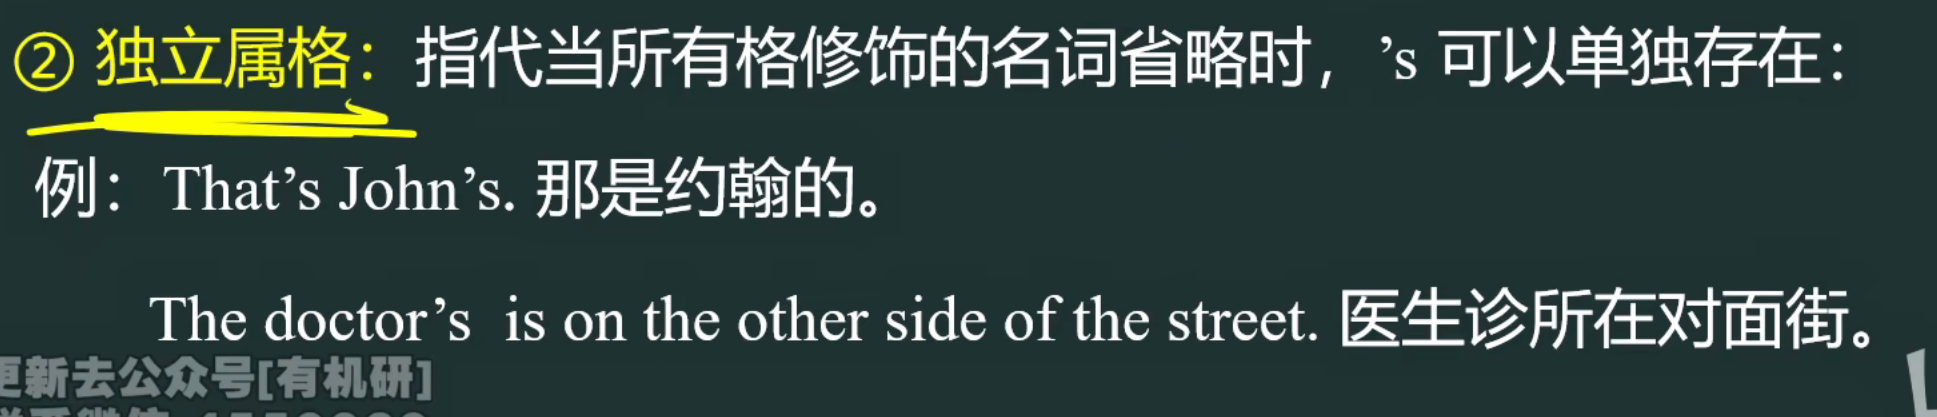 ② 独立属格：指代当所有格修饰的名词省略时，’s 可以单独存在：
例：That’s John’s. 那是约翰的。
The doctor’s is on the other side of the street. 医生诊所在对面街。
更新去公众号[有机研]